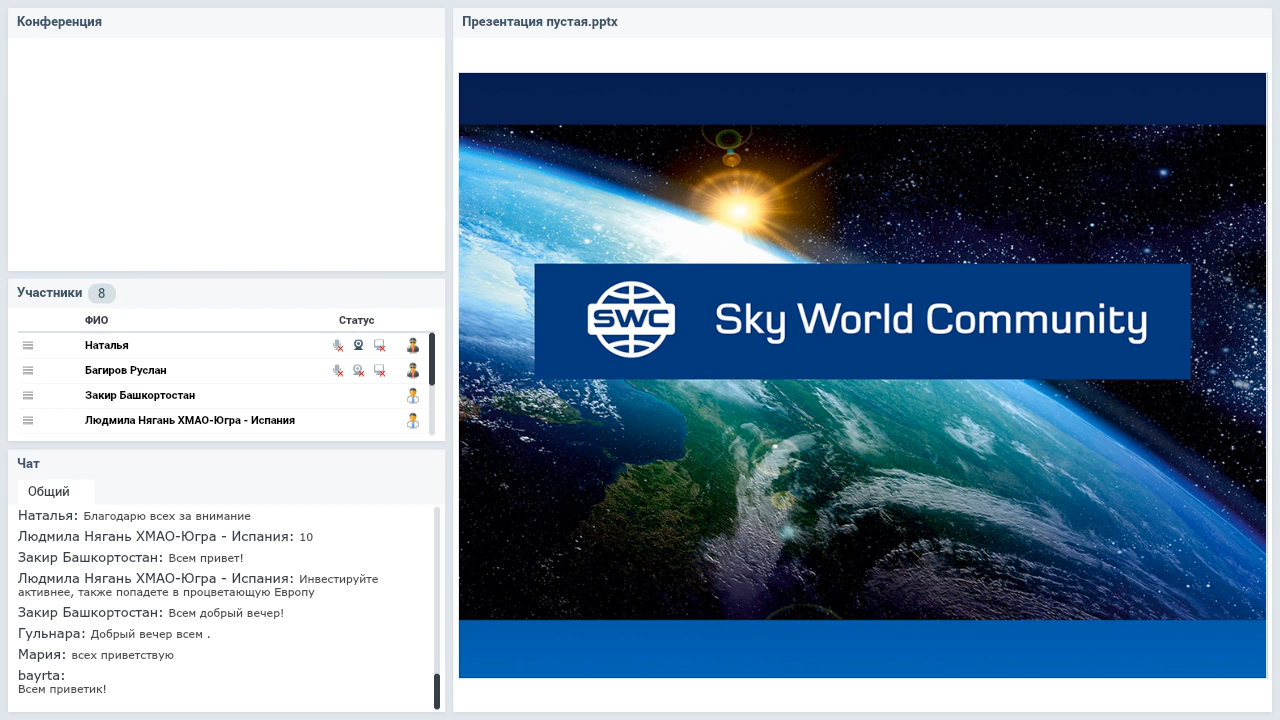 Конференция
Участники 8
ФИО Статус
Наталья
Багиров Руслан
Закир Башкортостан
Людмила Нягань ХМАО-Югра - Испания
Чат
Общий
Наталья: Благодарю всех за внимание
Людмила Нягань ХМАО-Югра - Испания: 10
Закир Башкортостан: Всем привет!
Людмила Нягань ХМАО-Югра - Испания: Инвестируйте
активнее, также попадете в процветающую Европу
Закир Башкортостан: Всем добрый вечер!
Гульнара: Добрый вечер всем .
Мария: всех приветствую
bayrta:
Всем приветик!
Презентация пустая.pptx
SWC Sky World Community